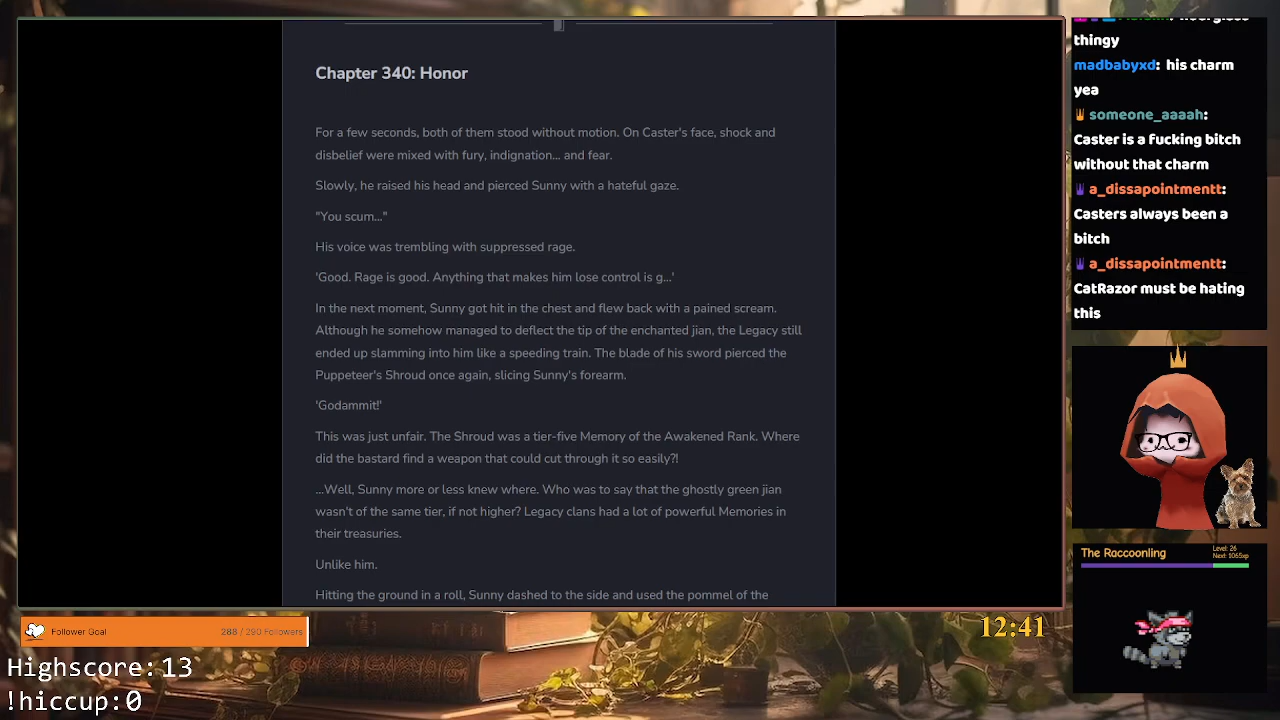 Chapter 340: Honor
For a few seconds, both of them stood without motion. On Caster's face, shock and
disbelief were mixed with fury, indignation... and fear.
Slowly, he raised his head and pierced Sunny with a hateful gaze.
"You scum..."
His voice was trembling with suppressed rage.
'Good. Rage is good. Anything that makes him lose control is g...'
In the next moment, Sunny got hit in the chest and flew back with a pained scream.
Although he somehow managed to deflect the tip of the enchanted jian, the Legacy still
ended up slamming into him like a speeding train. The blade of his sword pierced the
Puppeteer's Shroud once again, slicing Sunny's forearm.
'Godammit!'
This was just unfair. The Shroud was a tier-five Memory of the Awakened Rank. Where
did the bastard find a weapon that could cut through it so easily?!
...Well, Sunny more or less knew where. Who was to say that the ghostly green jian
wasn't of the same tier, if not higher? Legacy clans had a lot of powerful Memories in
their treasuries.
Unlike him.
Hitting the ground in a roll, Sunny dashed to the side and used the pommel of the
thingy
madbabyxd: his charm
yea
someone_aaaah:
Caster is a fucking bitch
without that charm
a_dissapointmentt:
Casters always been a
bitch
a_dissapointmentt:
CatRazor must be hating
this
The Raccoonling
Level: 26
Next: 1065xp
Follower Goal
288 / 290 Followers
12:41
Highscore:13
!hiccup:0